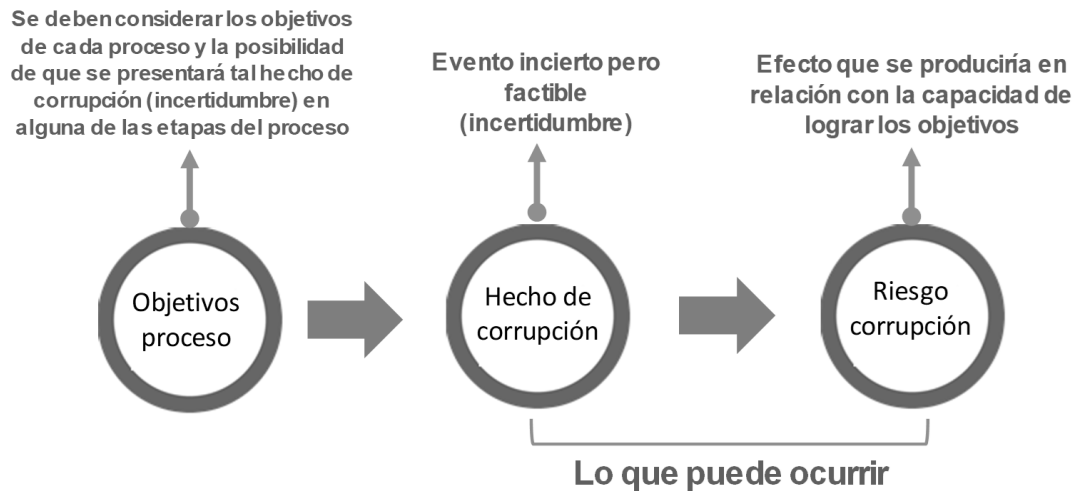 Se deben considerar los objetivos
de cada proceso y la posibilidad
de que se presentará tal hecho de
corrupción (incertidumbre) en
alguna de las etapas del proceso
Evento incierto pero
factible
(incertidumbre)
Efecto que se produciría en
relación con la capacidad de
lograr los objetivos
Objetivos
proceso
Hecho de
corrupción
Riesgo
corrupción
Lo que puede ocurrir